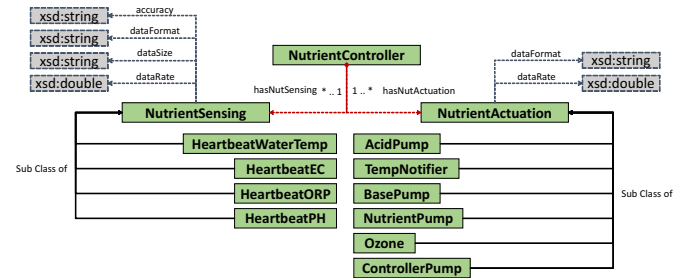 xsd:string accuracy
xsd:string dataFormat
xsd:string dataSize
xsd:double dataRate
NutrientController
dataFormat xsd:string
dataRate xsd:double
hasNutSensing *..1 1..* hasNutActuation
NutrientSensing
NutrientActuation
Sub Class of
HeartbeatWaterTemp
HeartbeatEC
HeartbeatORP
HeartbeatPH
AcidPump
TempNotifier
BasePump
NutrientPump
Ozone
ControllerPump
Sub Class of